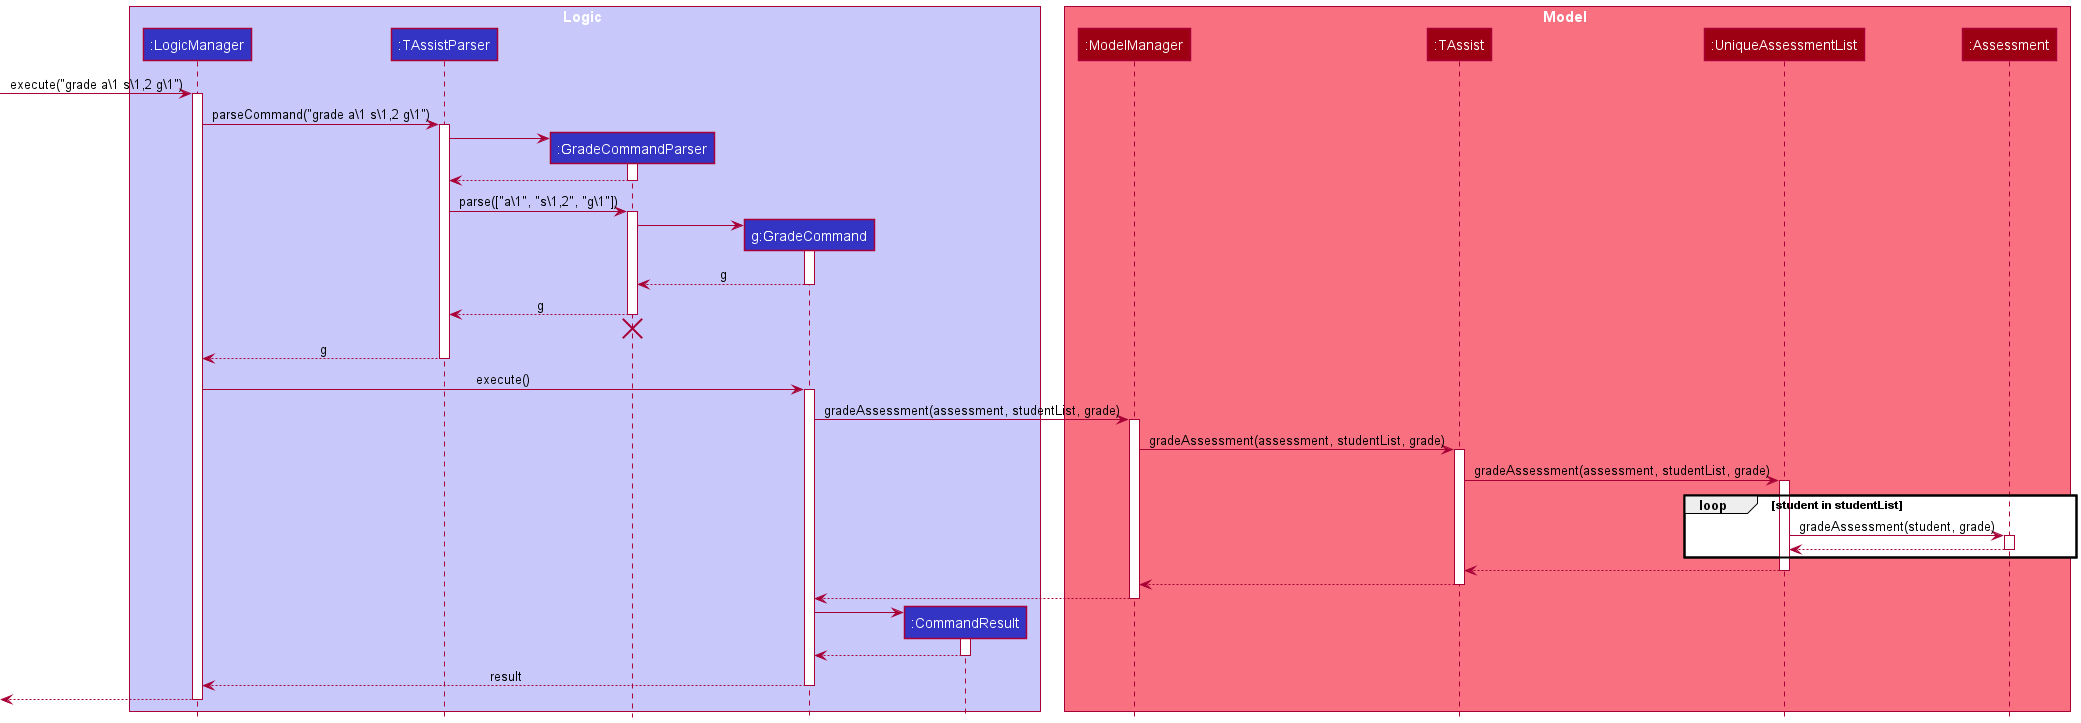 Logic
Model
:LogicManager
:TAssistParser
:ModelManager
:TAssist
:UniqueAssessmentList
:Assessment
execute("grade a\1 s\1,2 g\1")
parseCommand("grade a\1 s\1,2 g\1")
:GradeCommandParser
parse(["a\1", "s\1,2", "g\1"])
g:GradeCommand
g
g
g
execute()
gradeAssessment(assessment, studentList, grade)
gradeAssessment(assessment, studentList, grade)
gradeAssessment(assessment, studentList, grade)
loop [student in studentList]
gradeAssessment(student, grade)
:CommandResult
result